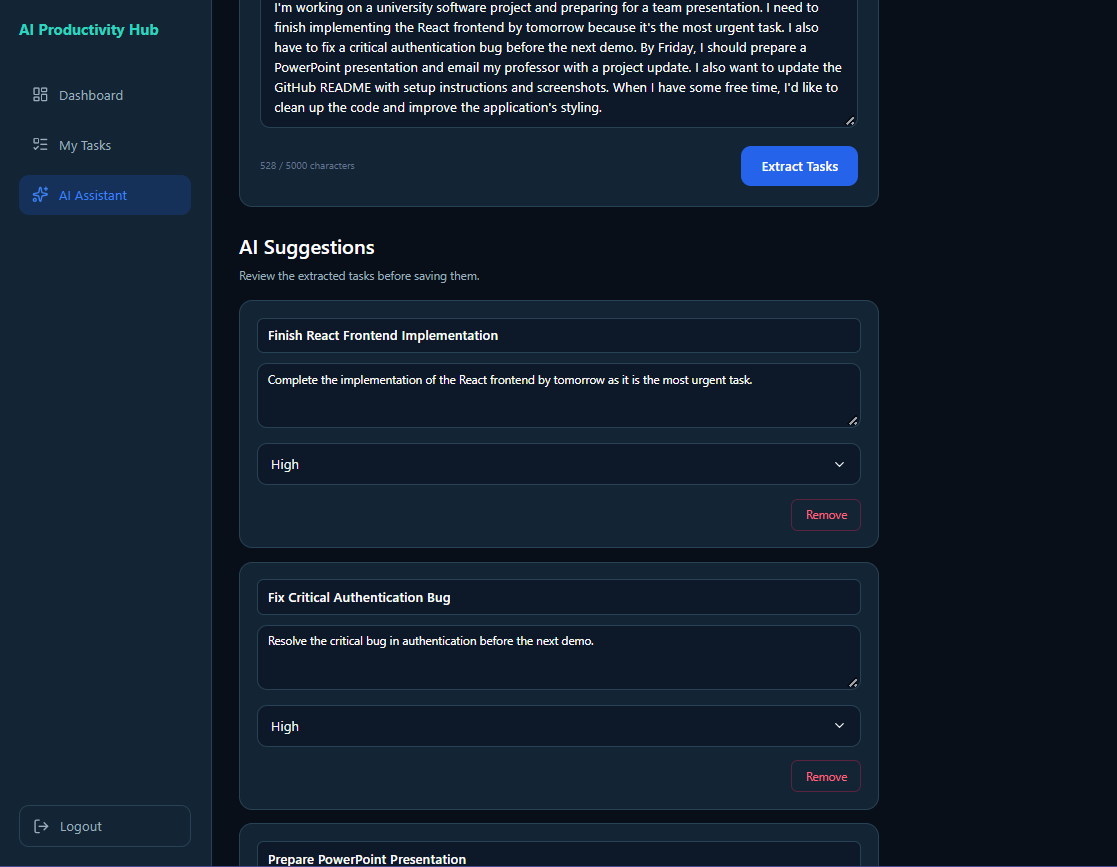 AI Productivity Hub
Dashboard
My Tasks
AI Assistant
Logout
I'm working on a university software project and preparing for a team presentation. I need to
finish implementing the React frontend by tomorrow because it's the most urgent task. I also
have to fix a critical authentication bug before the next demo. By Friday, I should prepare a
PowerPoint presentation and email my professor with a project update. I also want to update the
GitHub README with setup instructions and screenshots. When I have some free time, I'd like to
clean up the code and improve the application's styling.
528 / 5000 characters
Extract Tasks
AI Suggestions
Review the extracted tasks before saving them.
Finish React Frontend Implementation
Complete the implementation of the React frontend by tomorrow as it is the most urgent task.
High
Remove
Fix Critical Authentication Bug
Resolve the critical bug in authentication before the next demo.
High
Remove
Prepare PowerPoint Presentation